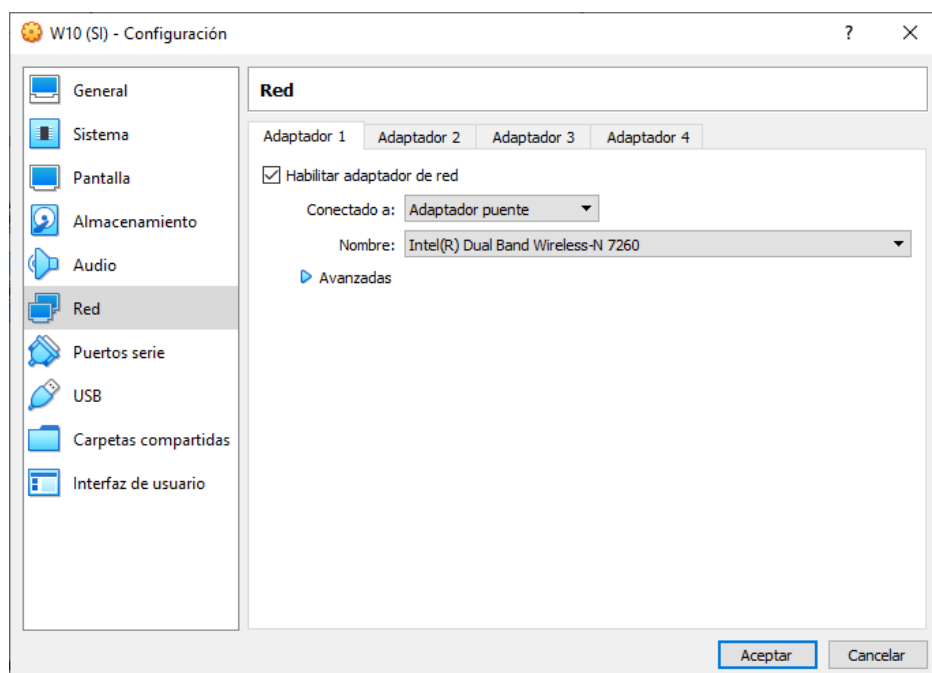 W10 (SI) - Configuración
?
General
Sistema
Pantalla
Almacenamiento
Audio
Red
Puertos serie
USB
Carpetas compartidas
Interfaz de usuario
Red
Adaptador 1 Adaptador 2 Adaptador 3 Adaptador 4
Habilitar adaptador de red
Conectado a: Adaptador puente
Nombre: Intel(R) Dual Band Wireless-N 7260
Avanzadas
Aceptar Cancelar